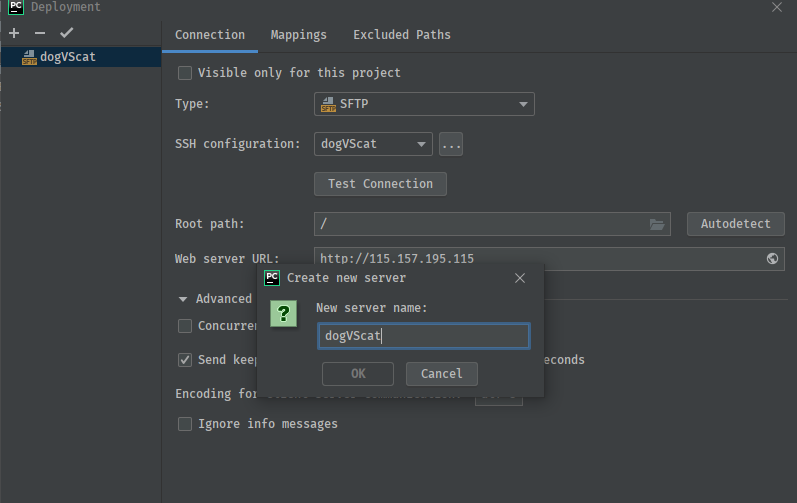 PC Deployment
Connection Mappings Excluded Paths
SFTP dogVScat
Visible only for this project
Type: SFTP SFTP
SSH configuration: dogVScat ...
Test Connection
Root path: / Autodetect
Web server URL: http://115.157.195.115
PC Create new server
Advanced
? New server name:
Concurre
dogVScat
Send keep econds
OK Cancel
Encoding for
Ignore info messages